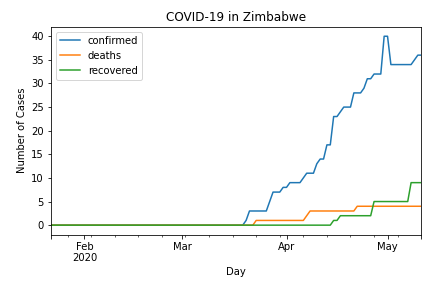 COVID-19 in Zimbabwe
confirmed
deaths
recovered
Number of Cases
40
35
30
25
20
15
10
5
0
Feb
2020
Mar
Apr
May
Day